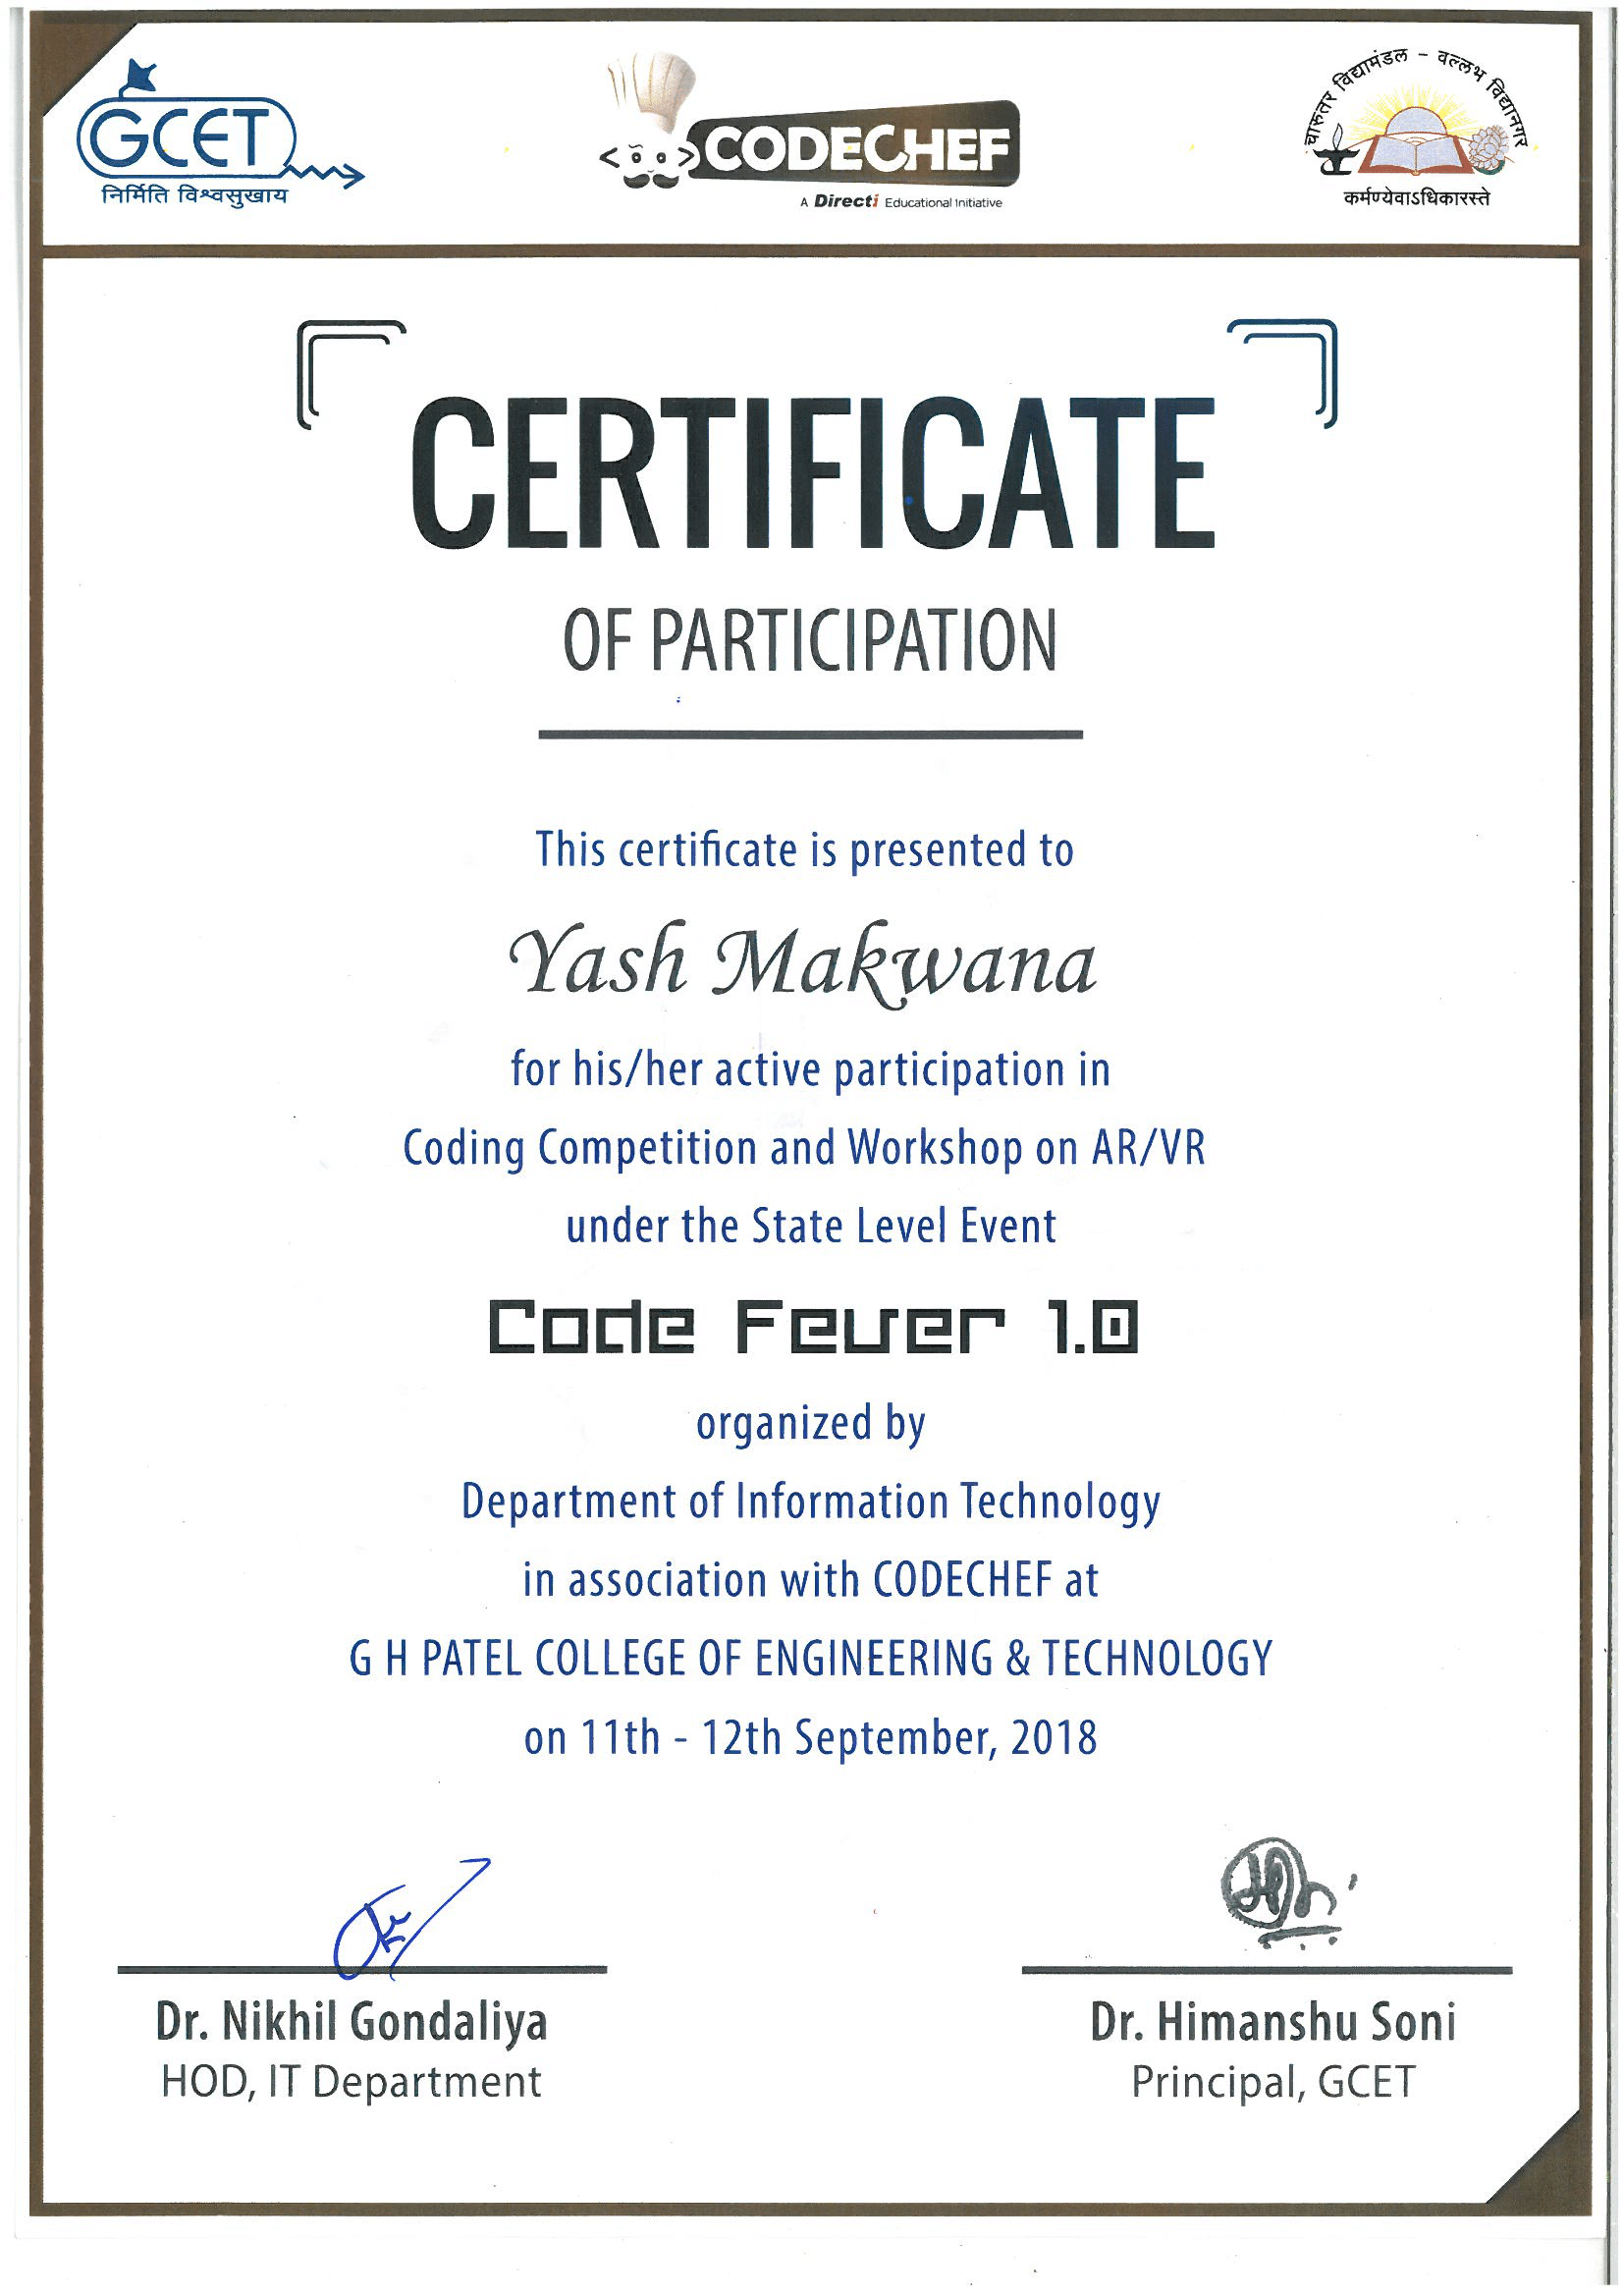 GCET
निर्मिति विश्वसुखाय
CODECHEF
A Directi Educational Initiative
चारुतर विद्यामंडल - वल्लभ विद्यानगर
कर्मण्येवाऽधिकारस्ते
CERTIFICATE
OF PARTICIPATION
This certificate is presented to
Yash Makwana
for his/her active participation in
Coding Competition and Workshop on AR/VR
under the State Level Event
Code Fever 1.0
organized by
Department of Information Technology
in association with CODECHEF at
G H PATEL COLLEGE OF ENGINEERING & TECHNOLOGY
on 11th - 12th September, 2018
Dr. Nikhil Gondaliya
HOD, IT Department
Dr. Himanshu Soni
Principal, GCET